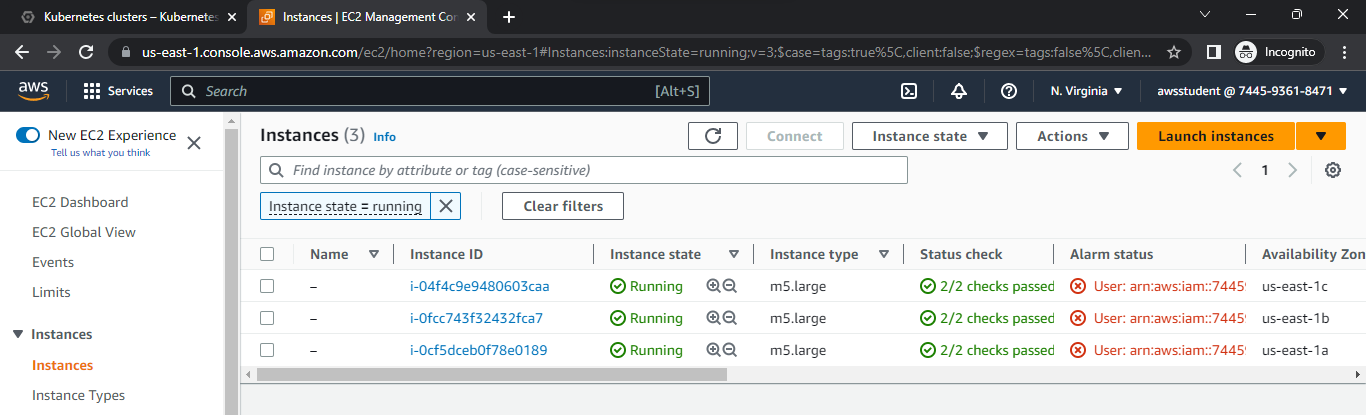 Kubernetes clusters – Kubernetes
Instances | EC2 Management Con
us-east-1.console.aws.amazon.com/ec2/home?region=us-east-1#Instances:instanceState=running;v=3;$case=tags:true%5C,client:false;$regex=tags:false%5C,clien...
Incognito
aws
Services
Search
[Alt+S]
N. Virginia
awsstudent @ 7445-9361-8471
New EC2 Experience
Tell us what you think
EC2 Dashboard
EC2 Global View
Events
Limits
Instances
Instances
Instance Types
Instances (3) Info
Connect
Instance state
Actions
Launch instances
Find instance by attribute or tag (case-sensitive)
1
Instance state = running
Clear filters
Name Instance ID Instance state Instance type Status check Alarm status Availability Zon
– i-04f4c9e9480603caa Running m5.large 2/2 checks passed User: arn:aws:iam::7445 us-east-1c
– i-0fcc743f32432fca7 Running m5.large 2/2 checks passed User: arn:aws:iam::7445 us-east-1b
– i-0cf5dceb0f78e0189 Running m5.large 2/2 checks passed User: arn:aws:iam::7445 us-east-1a